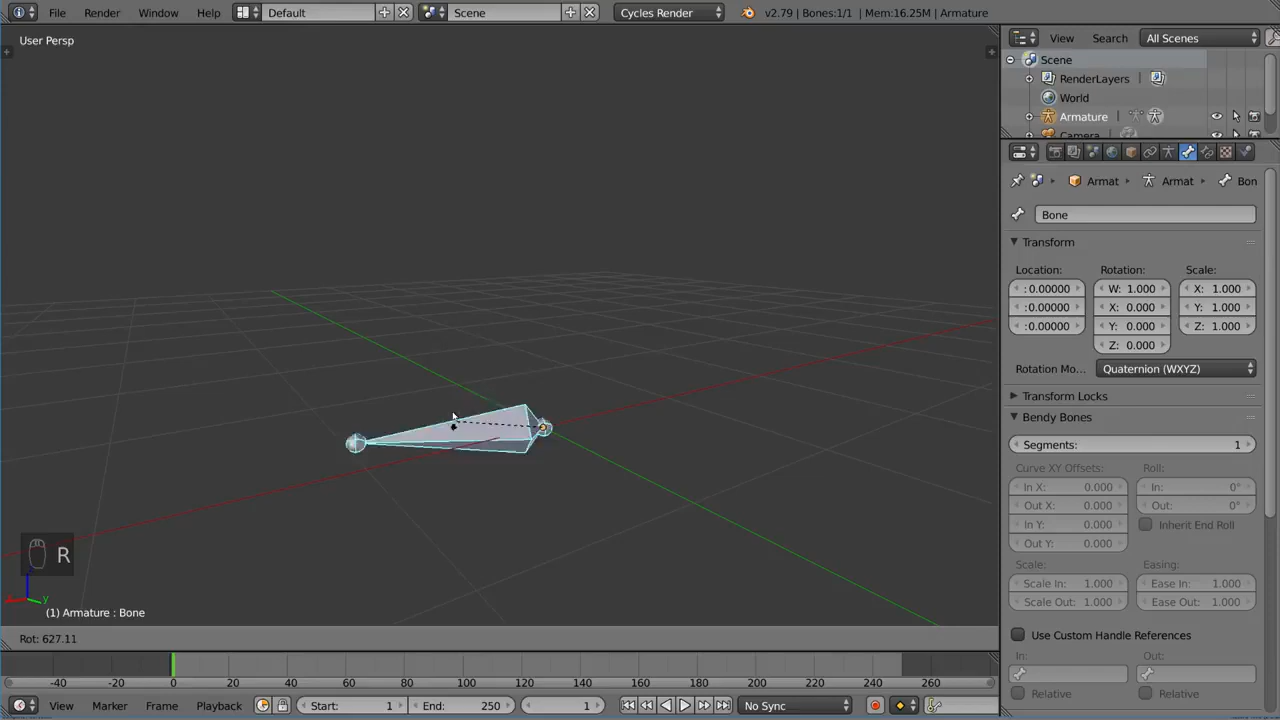 File Render Window Help Default Scene Cycles Render v2.79 | Bones:1/1 | Mem:16.25M | Armature
User Persp
View Search All Scenes
Scene
RenderLayers
World
Armature
Camera
Armat Armat Bon
Bone
Transform
Location: Rotation: Scale:
: 0.00000 W: 1.000 X: 1.000
: 0.00000 X: 0.000 Y: 1.000
: 0.00000 Y: 0.000 Z: 1.000
Z: 0.000
Rotation Mo... Quaternion (WXYZ)
Transform Locks
Bendy Bones
Segments: 1
Curve XY Offsets: Roll:
In X: 0.000 In: 0°
Out X: 0.000 Out: 0°
In Y: 0.000 Inherit End Roll
Out Y: 0.000
Scale: Easing:
Scale In: 1.000 Ease In: 1.000
Scale Out: 1.000 Ease Out: 1.000
Use Custom Handle References
In: Out:
Relative Relative
R
x y
(1) Armature : Bone
Rot: 627.11
-40 -20 0 20 40 60 80 100 120 140 160 180 200 220 240 260
View Marker Frame Playback Start: 1 End: 250 1 No Sync